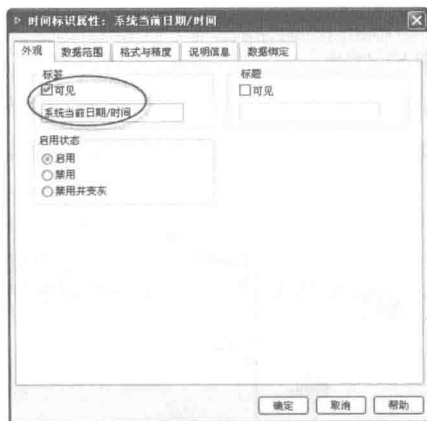 时间标识属性：系统当前日期/时间
外观 数据范围 格式与精度 说明信息 数据绑定
标签 标题
可见 可见
系统当前日期/时间
启用状态
启用
禁用
禁用并变灰
确定 取消 帮助